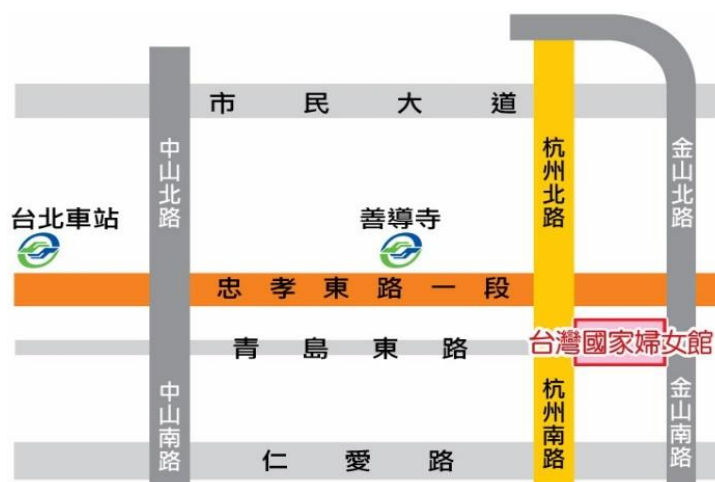 市民大道
中山北路
杭州北路
金山北路
台北車站
善導寺
忠孝東路一段
青島東路
台灣國家婦女館
中山南路
杭州南路
金山南路
仁愛路